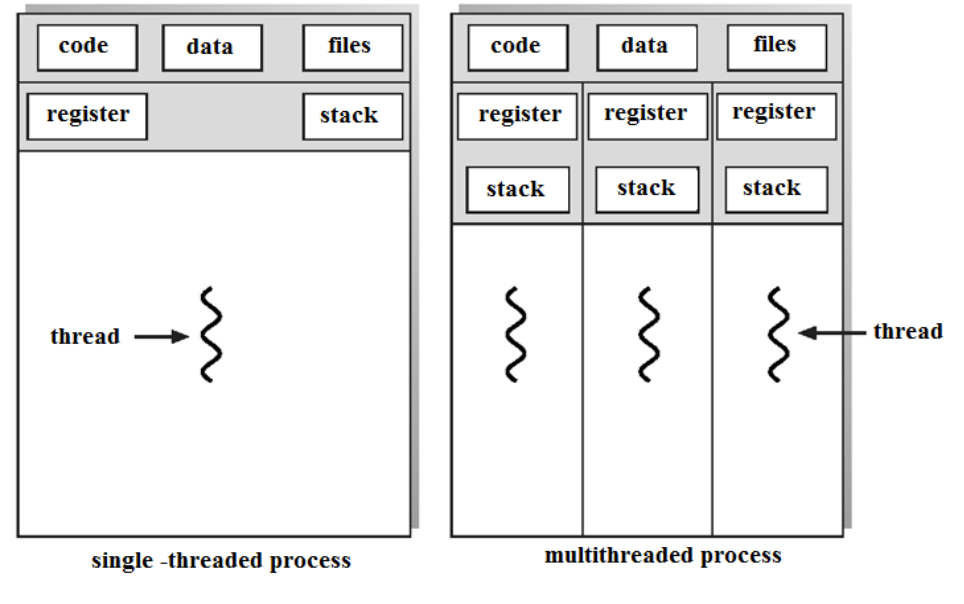 code data files
register stack
thread
single -threaded process
code data files
register register register
stack stack stack
thread
multithreaded process